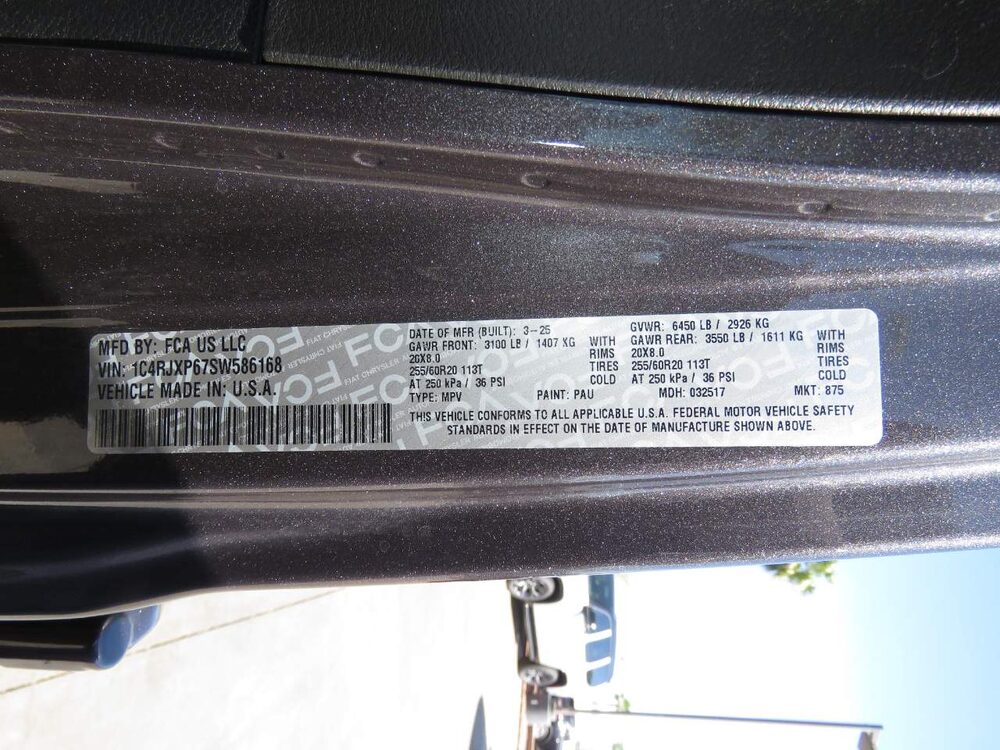 MFD BY: FCA US LLC
VIN: 1C4RJXP67SW586168
VEHICLE MADE IN: U.S.A.
DATE OF MFR (BUILT): 3-25
GAWR FRONT: 3100 LB / 1407 KG WITH
20X8.0 RIMS
255/60R20 113T TIRES
AT 250 kPa / 36 PSI COLD
GVWR: 6450 LB / 2926 KG
GAWR REAR: 3550 LB / 1611 KG WITH
20X8.0 RIMS
255/60R20 113T TIRES
AT 250 kPa / 36 PSI COLD
TYPE: MPV PAINT: PAU MDH: 032517 MKT: 875
THIS VEHICLE CONFORMS TO ALL APPLICABLE U.S.A. FEDERAL MOTOR VEHICLE SAFETY
STANDARDS IN EFFECT ON THE DATE OF MANUFACTURE SHOWN ABOVE.